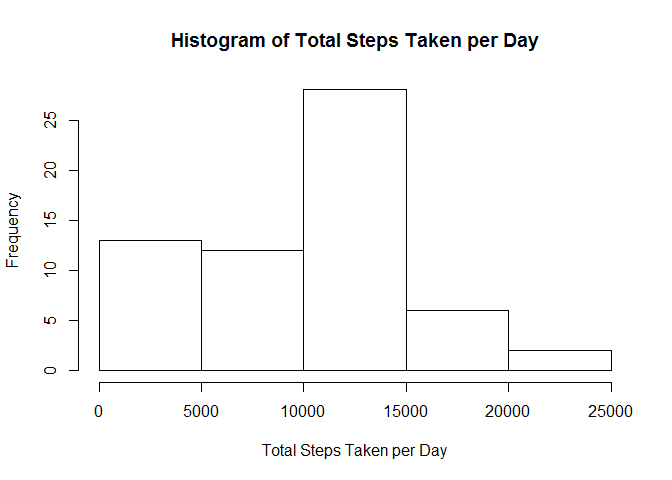 Histogram of Total Steps Taken per Day
Frequency
25
20
15
10
5
0
0 5000 10000 15000 20000 25000
Total Steps Taken per Day